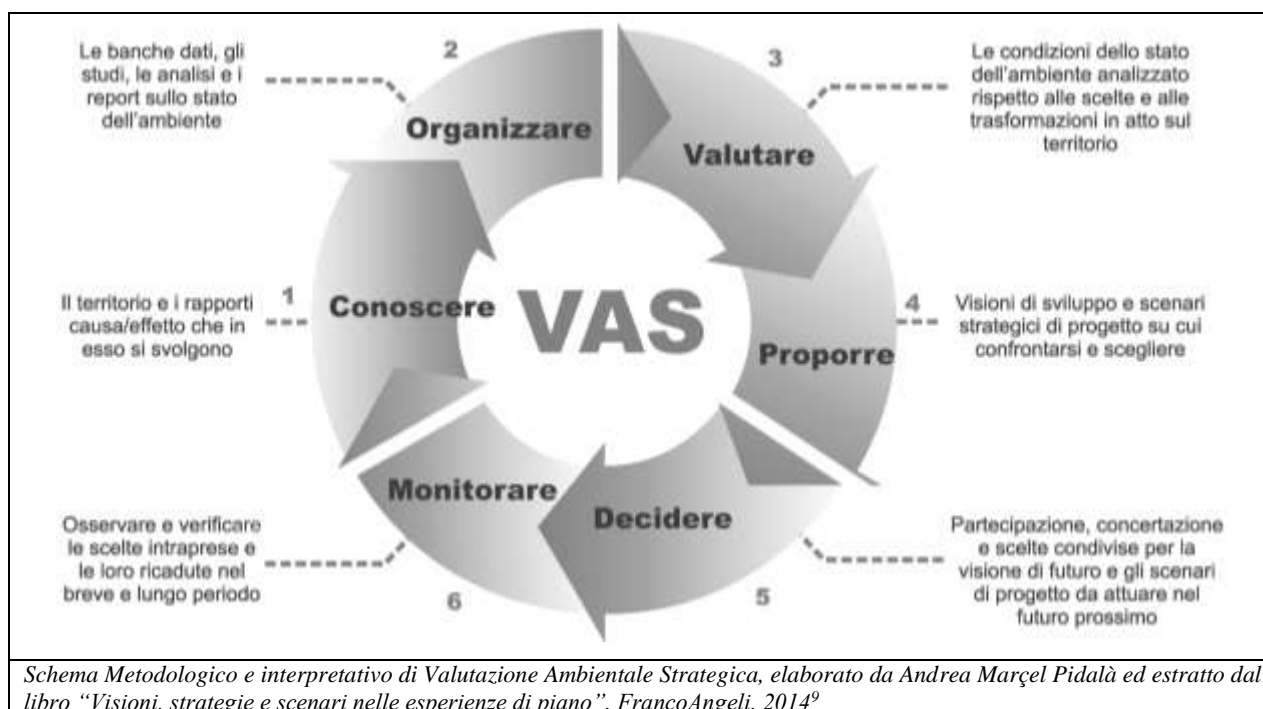 2
Le banche dati, gli
studi, le analisi e i
report sullo stato
dell'ambiente
Organizzare
3
Le condizioni dello stato
dell'ambiente analizzato
rispetto alle scelte e alle
trasformazioni in atto sul
territorio
Valutare
1
Il territorio e i rapporti
causa/effetto che in
esso si svolgono
Conoscere
VAS
4
Visioni di sviluppo e scenari
strategici di progetto su cui
confrontarsi e scegliere
Proporre
Monitorare
6
Osservare e verificare
le scelte intraprese e
le loro ricadute nel
breve e lungo periodo
Decidere
5
Partecipazione, concertazione
e scelte condivise per la
visione di futuro e gli scenari
di progetto da attuare nel
futuro prossimo
Schema Metodologico e interpretativo di Valutazione Ambientale Strategica, elaborato da Andrea Marçel Pidalà ed estratto dal
libro "Visioni, strategie e scenari nelle esperienze di piano", FrancoAngeli, 2014⁹